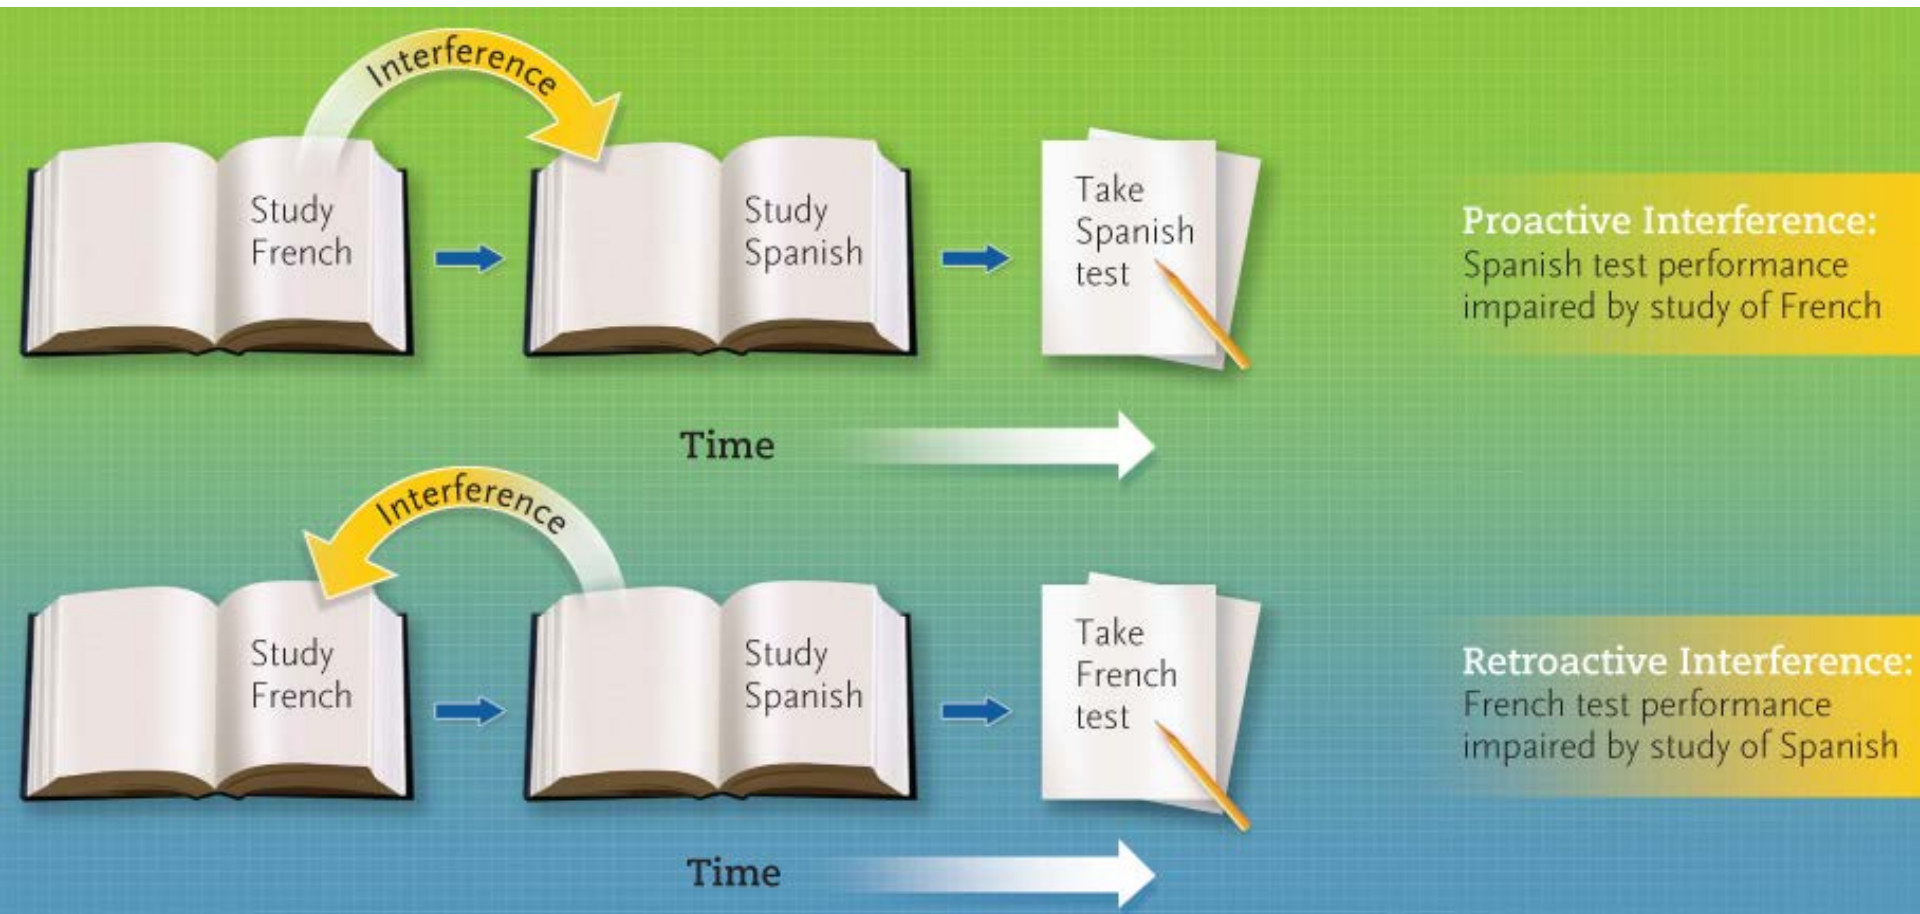 Interference
Study
French
Study
Spanish
Take
Spanish
test
Proactive Interference:
Spanish test performance
impaired by study of French
Time
Interference
Study
French
Study
Spanish
Take
French
test
Retroactive Interference:
French test performance
impaired by study of Spanish
Time